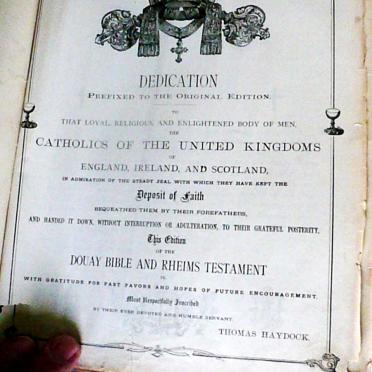 DEDICATION
PREFIXED TO THE ORIGINAL EDITION.
TO
THAT LOYAL, RELIGIOUS AND ENLIGHTENED BODY OF MEN,
THE
CATHOLICS OF THE UNITED KINGDOMS
OF
ENGLAND, IRELAND, AND SCOTLAND,
IN ADMIRATION OF THE STEADY ZEAL WITH WHICH THEY HAVE KEPT THE
Deposit of Faith
BEQUEATHED THEM BY THEIR FOREFATHERS,
AND HANDED IT DOWN, WITHOUT INTERRUPTION OR ADULTERATION, TO THEIR GRATEFUL POSTERITY,
This Edition
OF THE
DOUAY BIBLE AND RHEIMS TESTAMENT
IS,
WITH GRATITUDE FOR PAST FAVORS AND HOPES OF FUTURE ENCOURAGEMENT,
Most Respectfully Inscribed
BY THEIR EVER DEVOTED AND HUMBLE SERVANT,
THOMAS HAYDOCK.